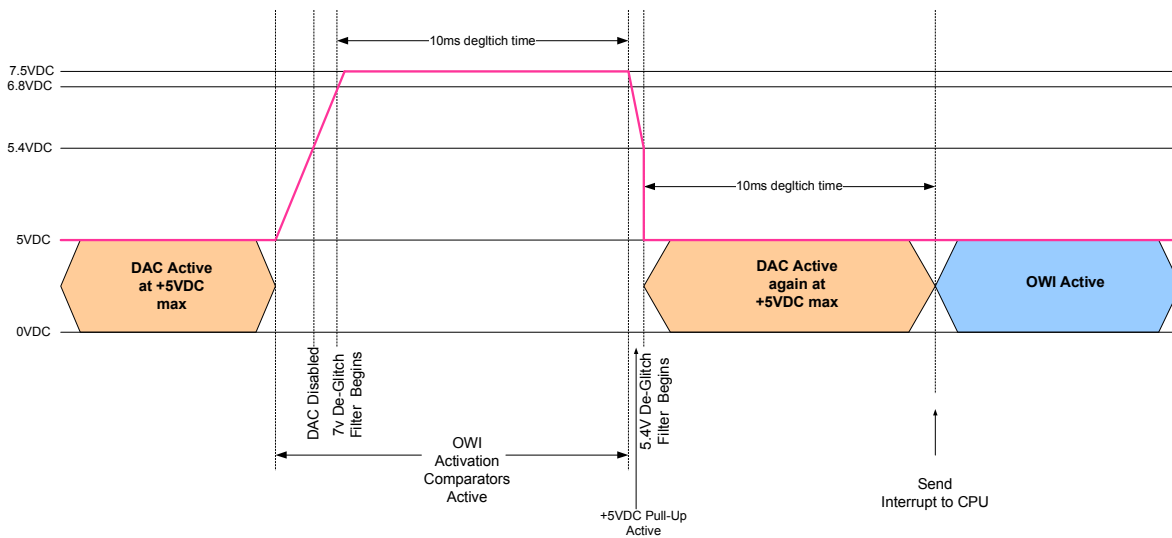 10ms degltich time
7.5VDC
6.8VDC
5.4VDC
10ms degltich time
5VDC
DAC Active
at +5VDC
max
DAC Active
again at
+5VDC max
OWI Active
0VDC
DAC Disabled
7v De-Glitch
Filter Begins
5.4V De-Glitch
Filter Begins
OWI
Activation
Comparators
Active
+5VDC Pull-Up
Active
Send
Interrupt to CPU